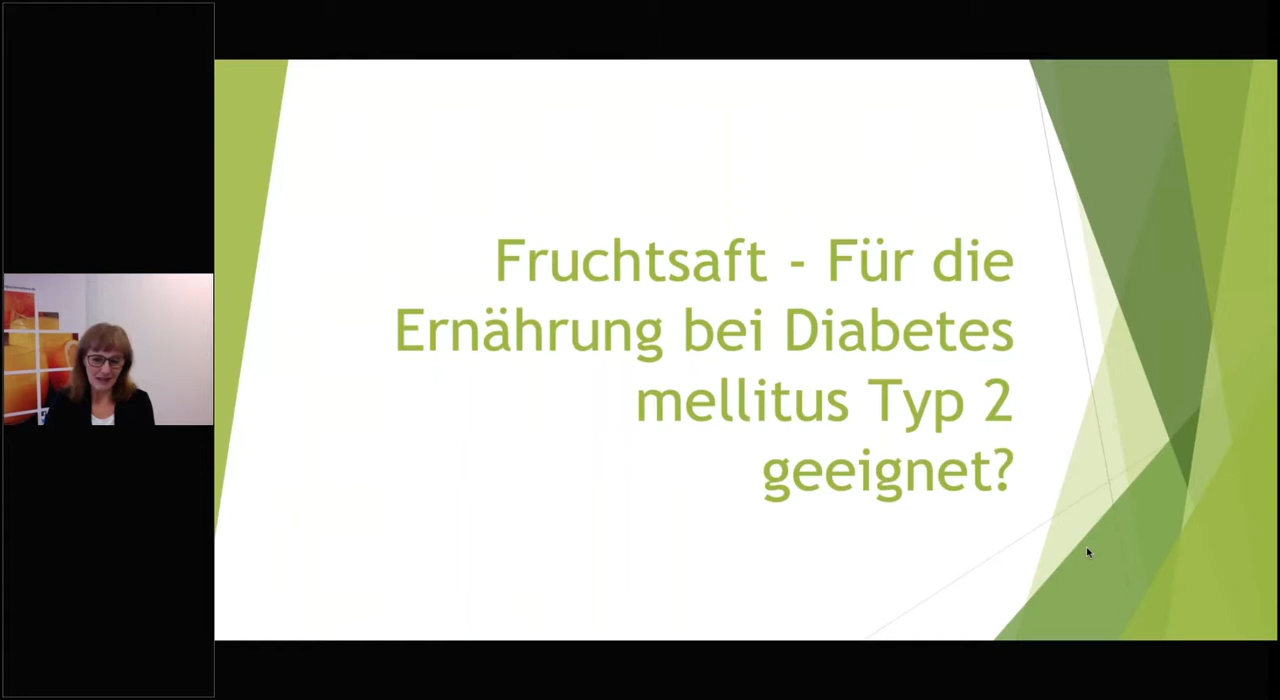 Fruchtsaft - Für die
Ernährung bei Diabetes
mellitus Typ 2
geeignet?